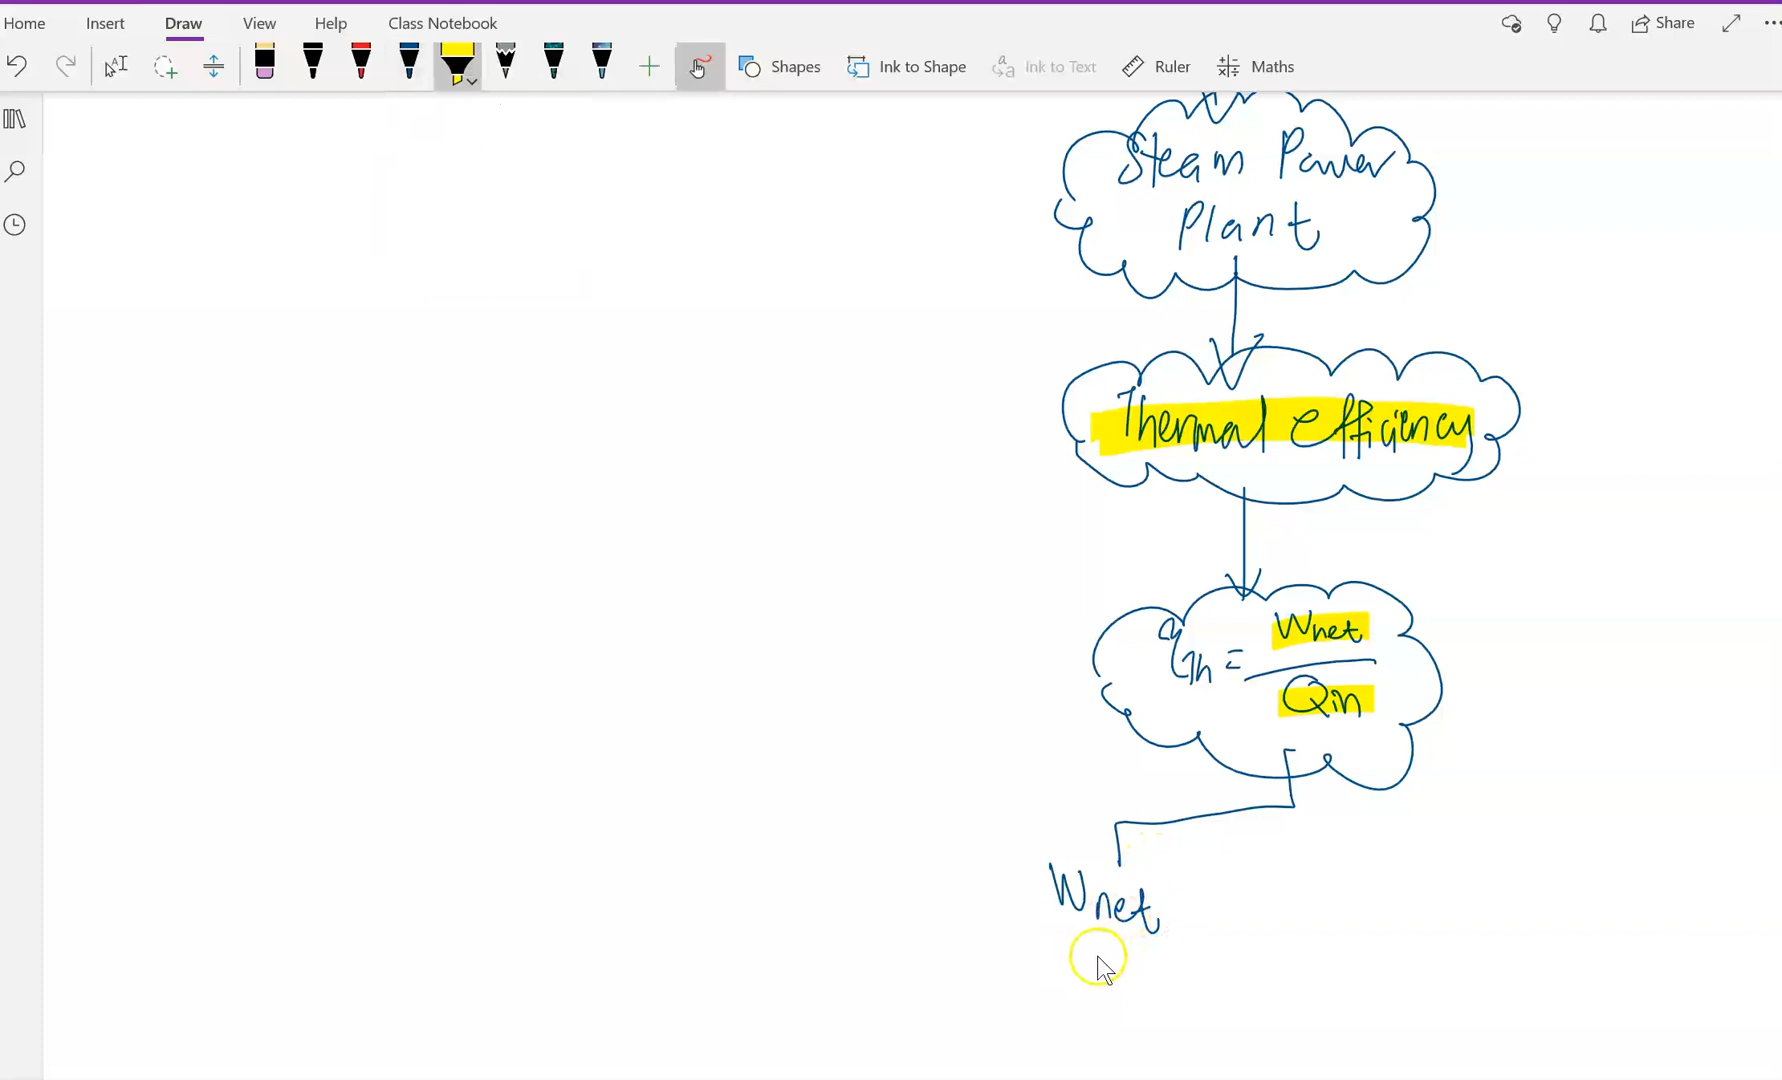 Home Insert Draw View Help Class Notebook Share
Shapes Ink to Shape Ink to Text Ruler Maths
Steam Power
Plant
Thermal efficiency
ηth = Wnet
Qin
Wnet